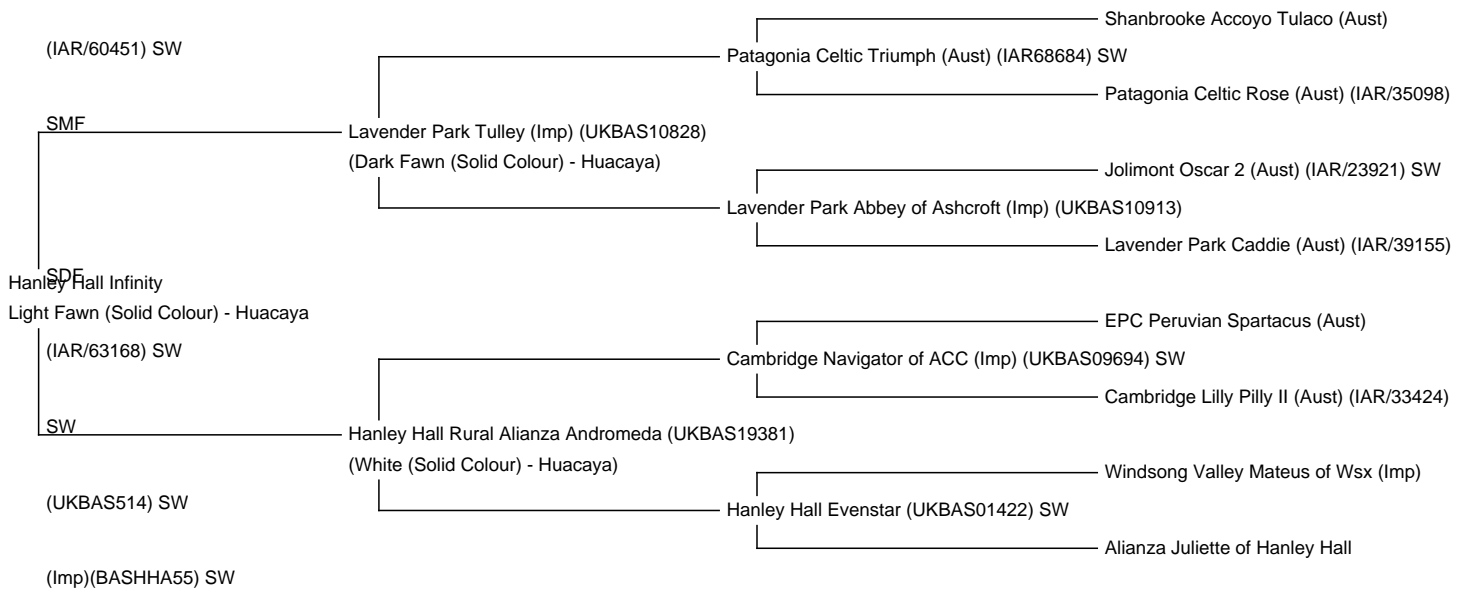 Shanbrooke Accoyo Tulaco (Aust)
(IAR/60451) SW
Patagonia Celtic Triumph (Aust) (IAR68684) SW
Patagonia Celtic Rose (Aust) (IAR/35098)
SMF
Lavender Park Tulley (Imp) (UKBAS10828)
(Dark Fawn (Solid Colour) - Huacaya)
Jolimont Oscar 2 (Aust) (IAR/23921) SW
Lavender Park Abbey of Ashcroft (Imp) (UKBAS10913)
Lavender Park Caddie (Aust) (IAR/39155)
SDF
Hanley Hall Infinity
Light Fawn (Solid Colour) - Huacaya
EPC Peruvian Spartacus (Aust)
(IAR/63168) SW
Cambridge Navigator of ACC (Imp) (UKBAS09694) SW
Cambridge Lilly Pilly II (Aust) (IAR/33424)
SW
Hanley Hall Rural Alianza Andromeda (UKBAS19381)
(White (Solid Colour) - Huacaya)
Windsong Valley Mateus of Wsx (Imp)
(UKBAS514) SW
Hanley Hall Evenstar (UKBAS01422) SW
Alianza Juliette of Hanley Hall
(Imp)(BASHHA55) SW